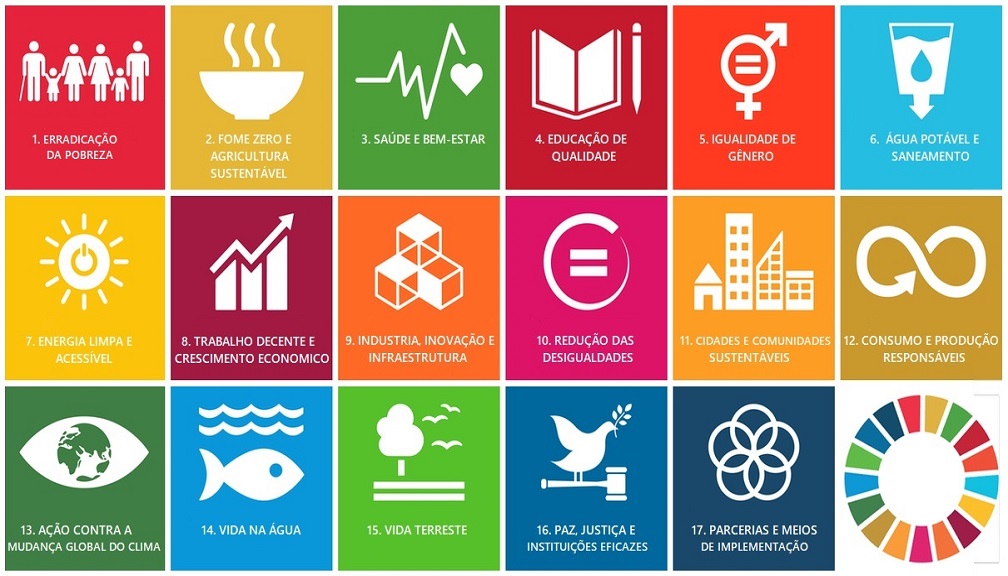 1. ERRADICAÇÃO
DA POBREZA
2. FOME ZERO E
AGRICULTURA
SUSTENTÁVEL
3. SAÚDE E BEM-ESTAR
4. EDUCAÇÃO DE
QUALIDADE
5. IGUALIDADE DE
GÊNERO
6. ÁGUA POTÁVEL E
SANEAMENTO
7. ENERGIA LIMPA E
ACESSÍVEL
8. TRABALHO DECENTE E
CRESCIMENTO ECONOMICO
9. INDUSTRIA, INOVAÇÃO E
INFRAESTRUTURA
10. REDUÇÃO DAS
DESIGUALDADES
11. CIDADES E COMUNIDADES
SUSTENTÁVEIS
12. CONSUMO E PRODUÇÃO
RESPONSÁVEIS
13. AÇÃO CONTRA A
MUDANÇA GLOBAL DO CLIMA
14. VIDA NA ÁGUA
15. VIDA TERRESTE
16. PAZ, JUSTIÇA E
INSTITUIÇÕES EFICAZES
17. PARCERIAS E MEIOS
DE IMPLEMENTAÇÃO